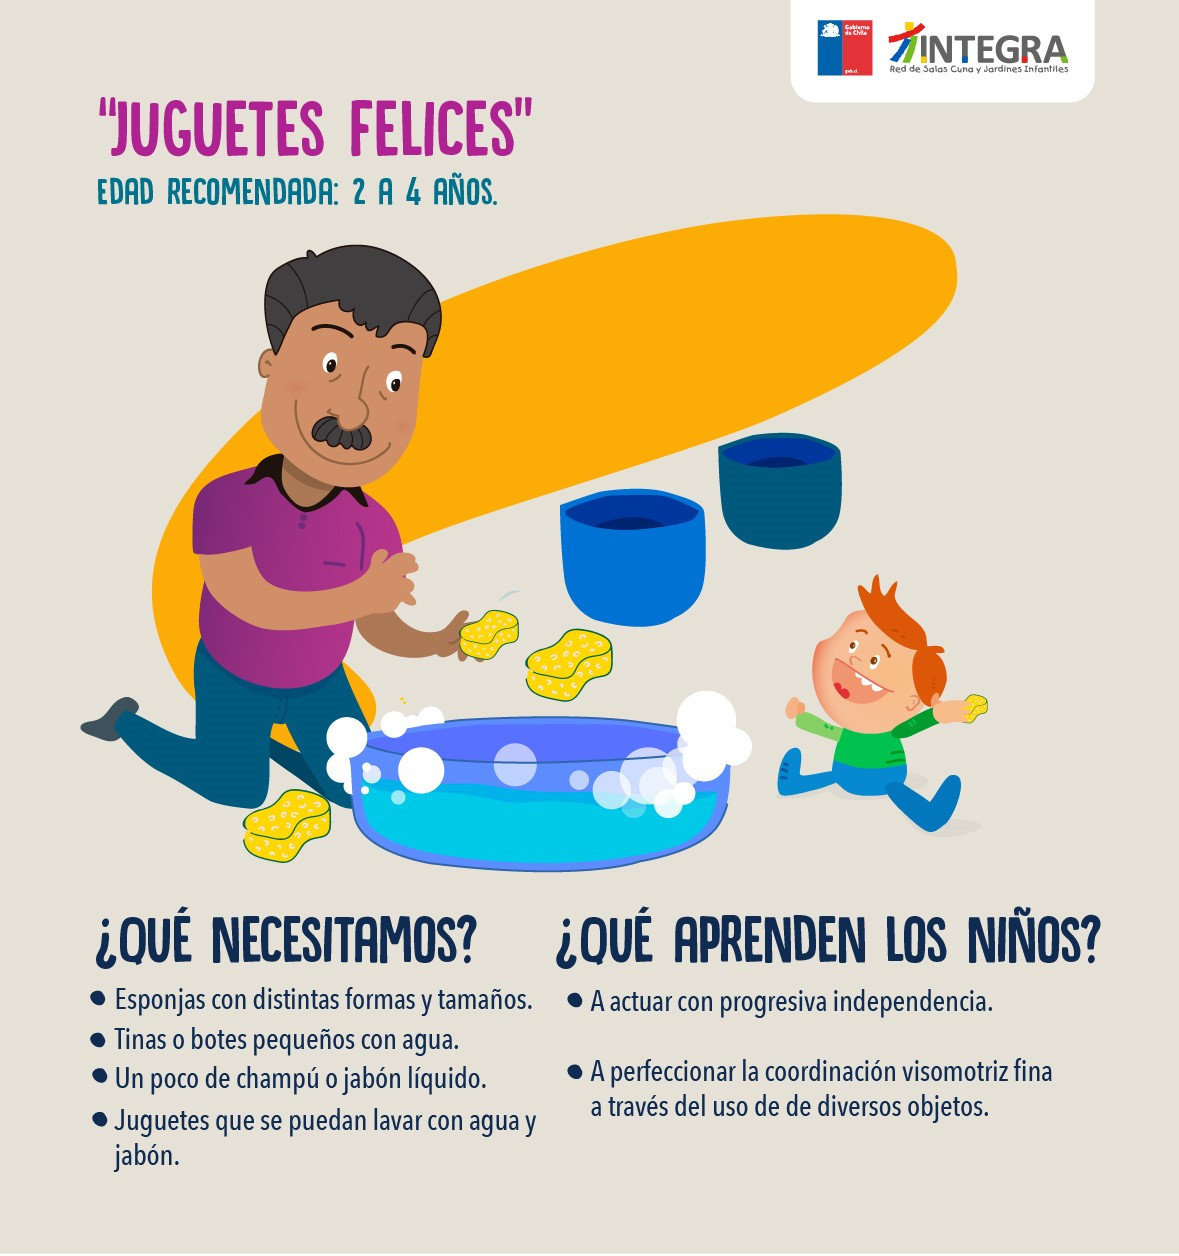 Gobierno
de Chile
gob.cl
INTEGRA
Red de Salas Cuna y Jardines Infantiles
"JUGUETES FELICES"
EDAD RECOMENDADA: 2 A 4 AÑOS.
¿QUÉ NECESITAMOS?
Esponjas con distintas formas y tamaños.
Tinas o botes pequeños con agua.
Un poco de champú o jabón líquido.
Juguetes que se puedan lavar con agua y
jabón.
¿QUÉ APRENDEN LOS NIÑOS?
A actuar con progresiva independencia.
A perfeccionar la coordinación visomotriz fina
a través del uso de de diversos objetos.